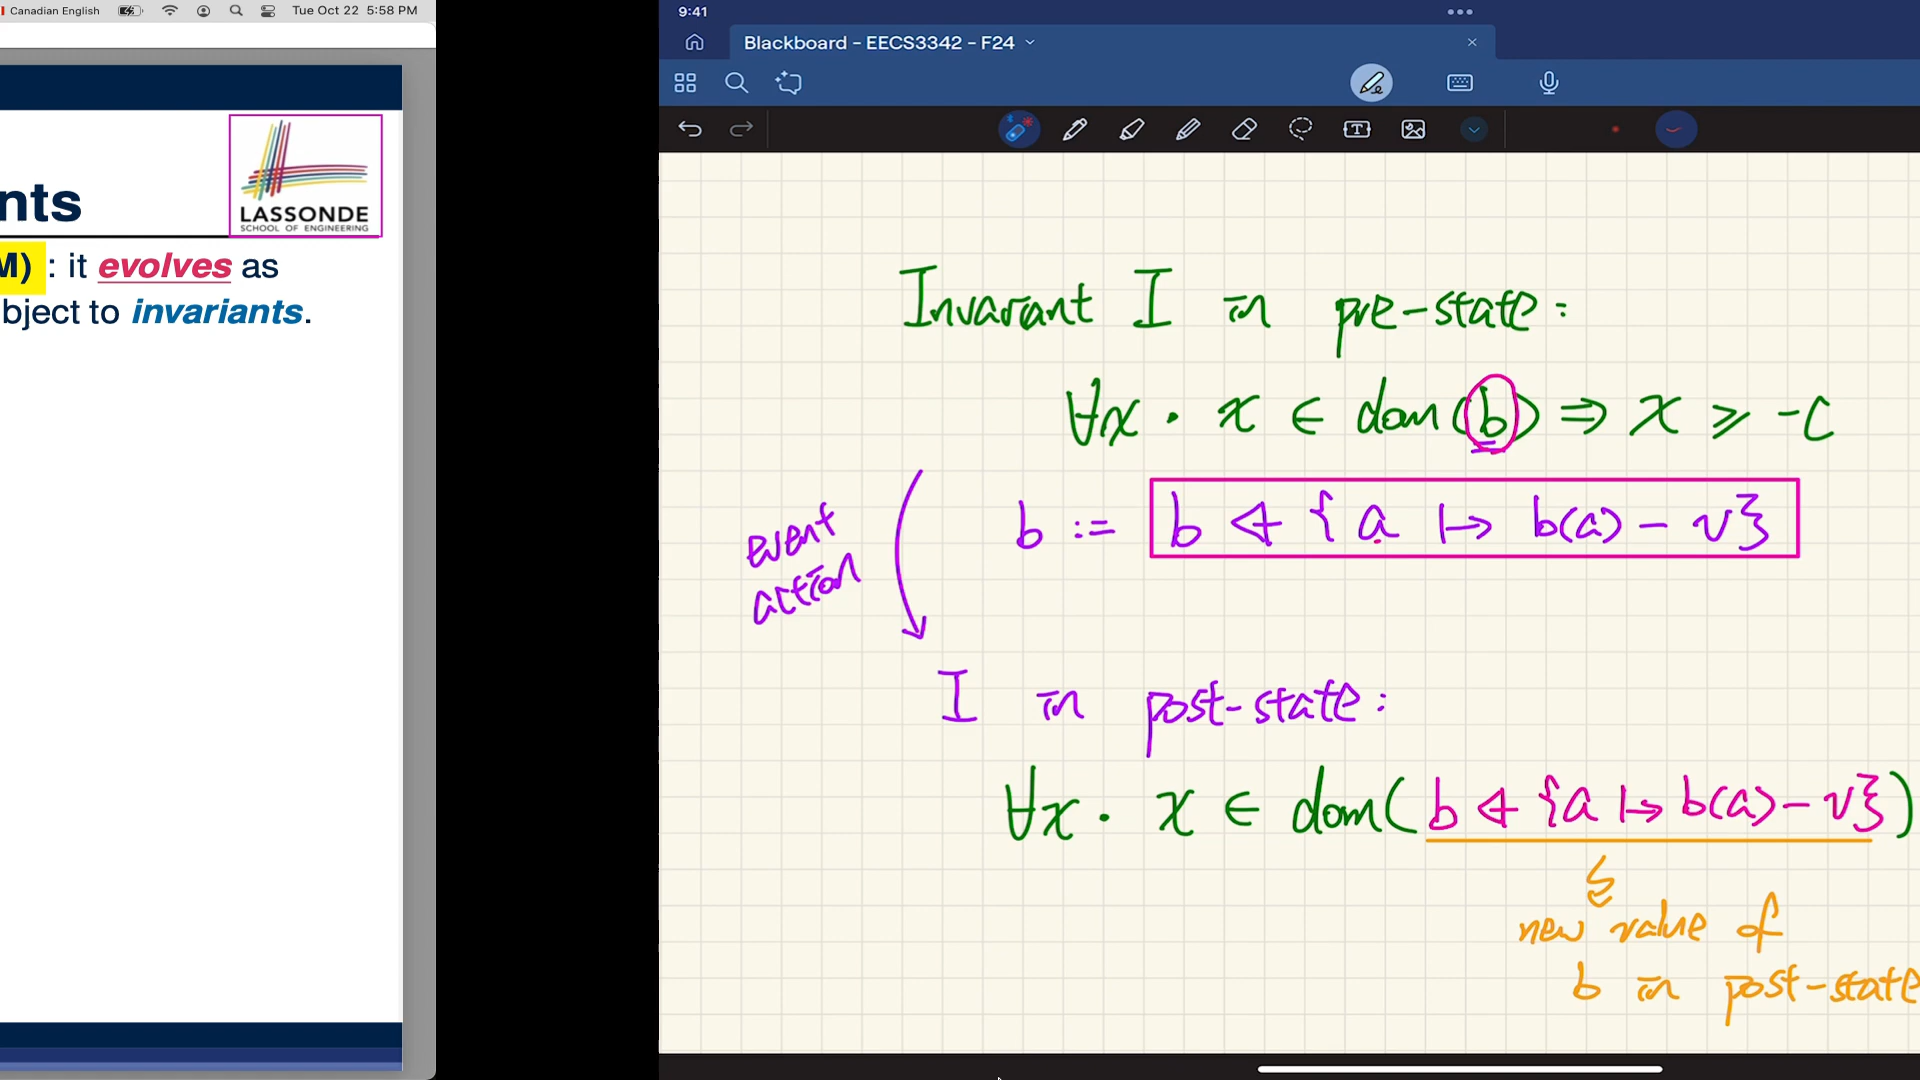 Canadian English Tue Oct 22 5:58 PM
nts
LASSONDE
SCHOOL OF ENGINEERING
M) : it evolves as
bject to invariants.
9:41
Blackboard - EECS3342 - F24
Invariant I in pre-state:
∀x · x ∈ dom(b) ⇒ x ⩾ -c
event
action
b := b ⩤ { a ↦ b(a) - v}
I in post-state:
∀x · x ∈ dom( b ⩤ {a ↦ b(a) - v} )
new value of
b in post-state